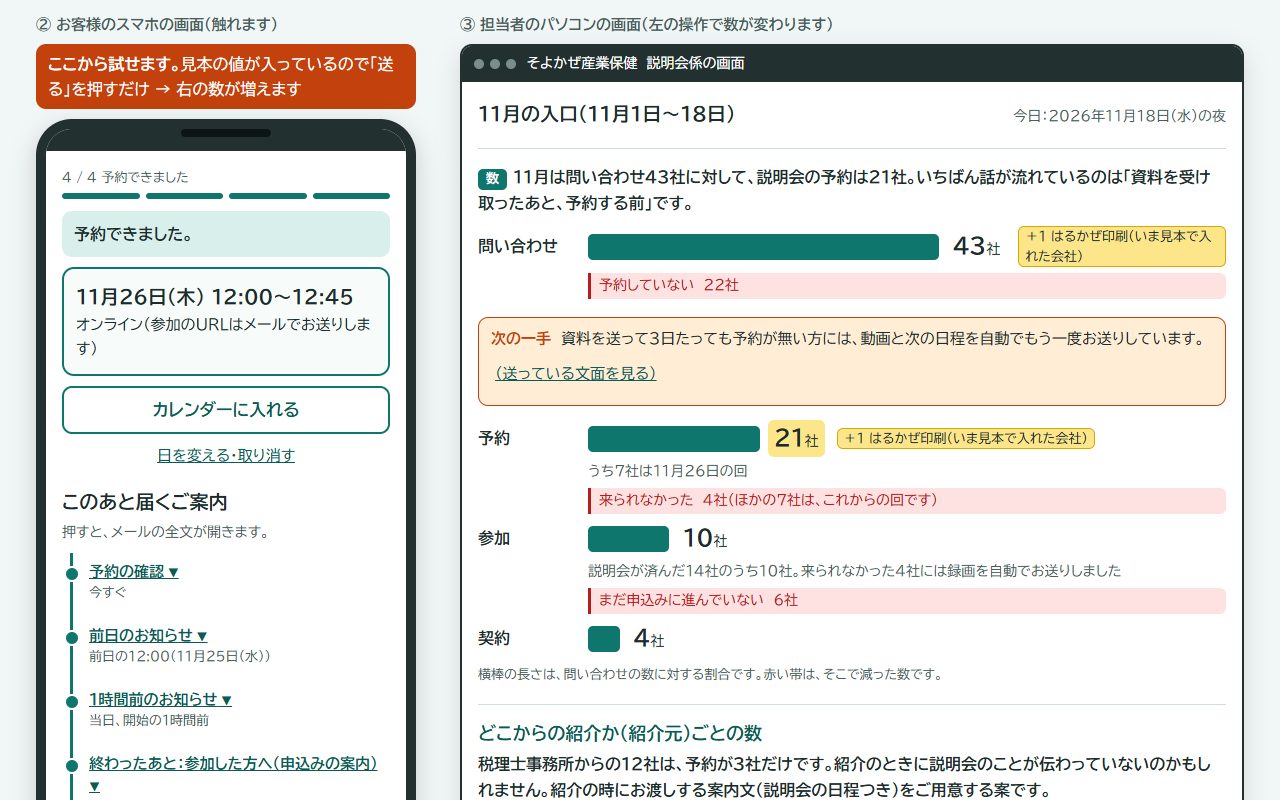 ② お客様のスマホの画面（触れます）
ここから試せます。見本の値が入っているので「送
る」を押すだけ → 右の数が増えます
4 / 4 予約できました
予約できました。
11月26日（木） 12:00〜12:45
オンライン（参加のURLはメールでお送りしま
す）
カレンダーに入れる
日を変える・取り消す
このあと届くご案内
押すと、メールの全文が開きます。
予約の確認 ▼
今すぐ
前日のお知らせ ▼
前日の12:00（11月25日（水））
1時間前のお知らせ ▼
当日、開始の1時間前
終わったあと：参加した方へ（申込みの案内）
▼
③ 担当者のパソコンの画面（左の操作で数が変わります）
そよかぜ産業保健 説明会係の画面
11月の入口（11月1日〜18日）
今日：2026年11月18日（水）の夜
数 11月は問い合わせ43社に対して、説明会の予約は21社。いちばん話が流れているのは「資料を受け
取ったあと、予約する前」です。
問い合わせ 43社 +1 はるかぜ印刷（いま見本で入
れた会社）
予約していない 22社
次の一手 資料を送って3日たっても予約が無い方には、動画と次の日程を自動でもう一度お送りしています。
（送っている文面を見る）
予約 21社 +1 はるかぜ印刷（いま見本で入れた会社）
うち7社は11月26日の回
来られなかった 4社（ほかの7社は、これからの回です）
参加 10社
説明会が済んだ14社のうち10社。来られなかった4社には録画を自動でお送りしました
まだ申込みに進んでいない 6社
契約 4社
横棒の長さは、問い合わせの数に対する割合です。赤い帯は、そこで減った数です。
どこからの紹介か（紹介元）ごとの数
税理士事務所からの12社は、予約が3社だけです。紹介のときに説明会のことが伝わっていないのかもし
れません。紹介の時にお渡しする案内文（説明会の日程つき）をご用意する案です。